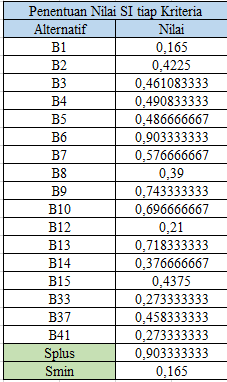 Penentuan Nilai SI tiap Kriteria
Alternatif Nilai
B1 0,165
B2 0,4225
B3 0,461083333
B4 0,490833333
B5 0,486666667
B6 0,903333333
B7 0,576666667
B8 0,39
B9 0,743333333
B10 0,696666667
B12 0,21
B13 0,718333333
B14 0,376666667
B15 0,4375
B33 0,273333333
B37 0,458333333
B41 0,273333333
Splus 0,903333333
Smin 0,165